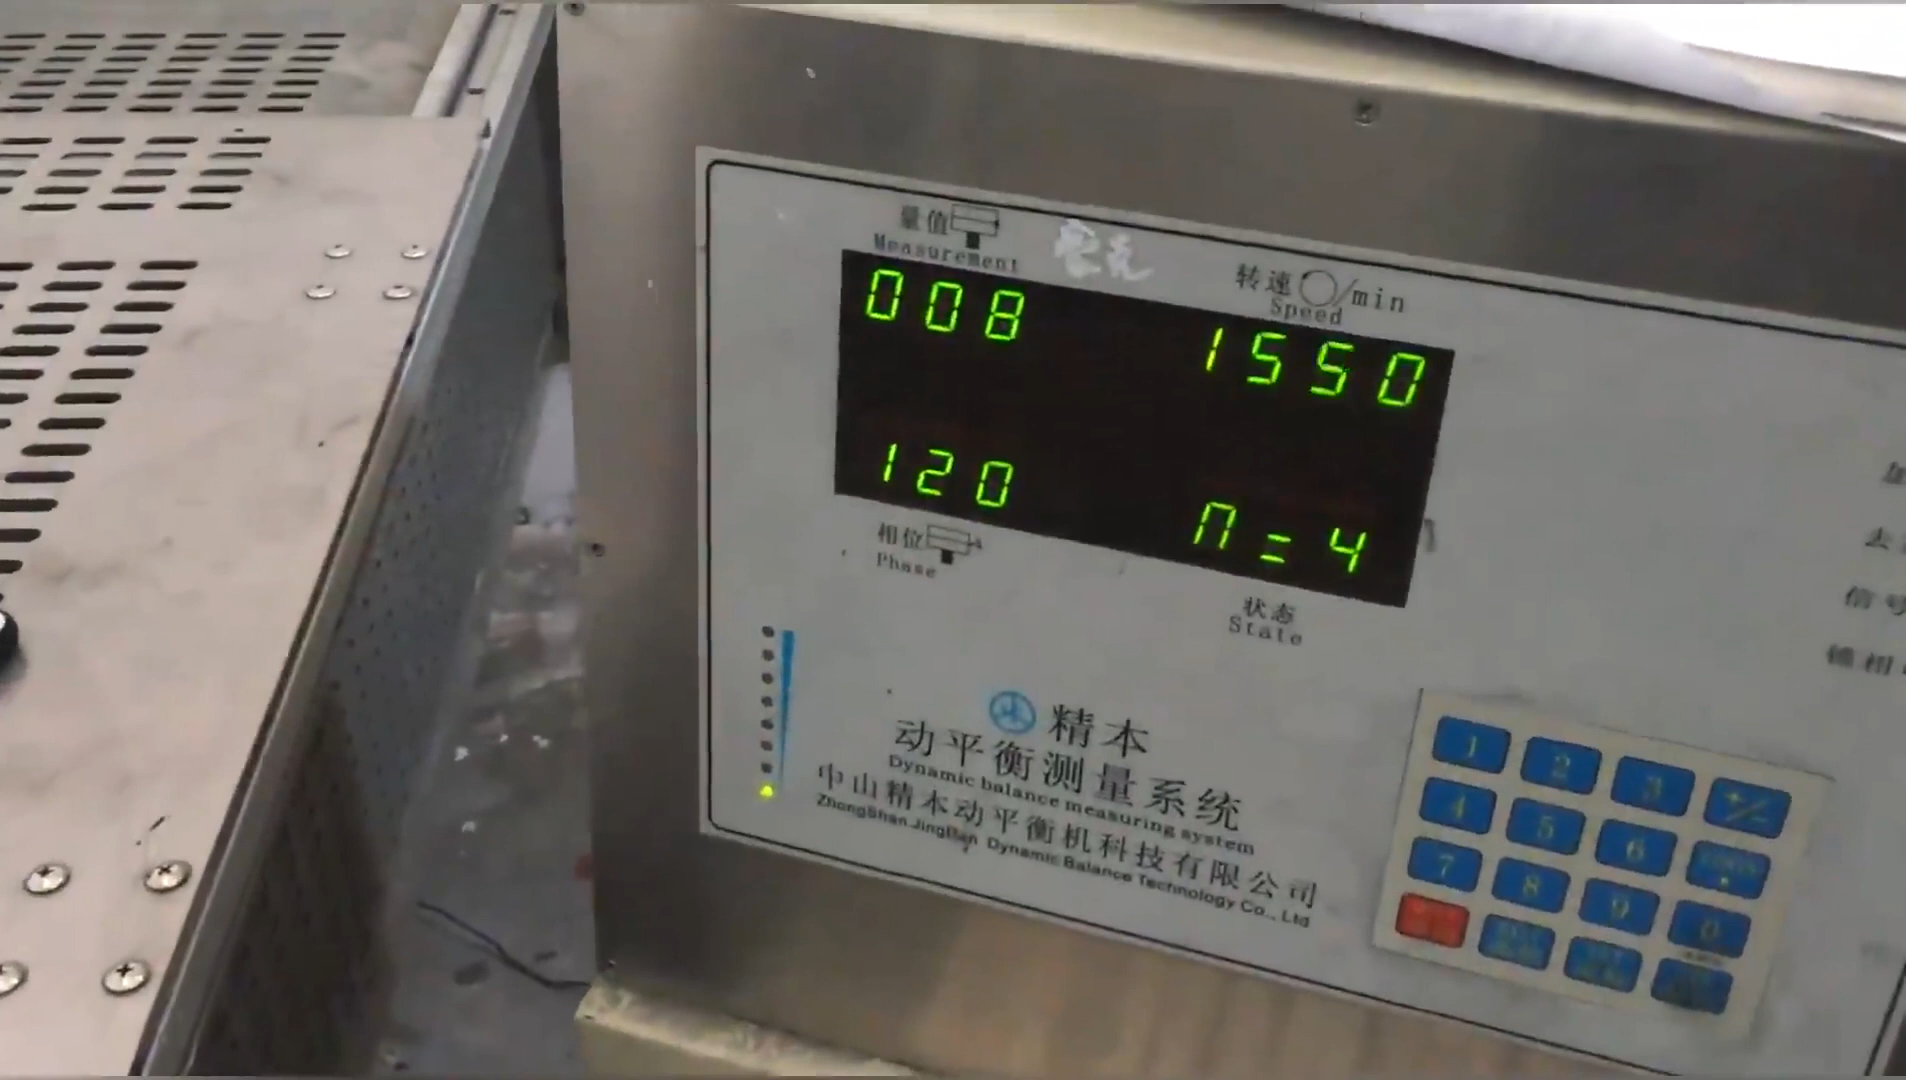 量值
Measurement
转速 /min
Speed
008 1550
120 n=4
相位
Phase
状态
State
精本
动平衡测量系统
Dynamic balance measuring system
中山精本动平衡机科技有限公司
ZhongShan JingBen Dynamic Balance Technology Co., Ltd
1 2 3 +/-
4 5 6
7 8 9 0